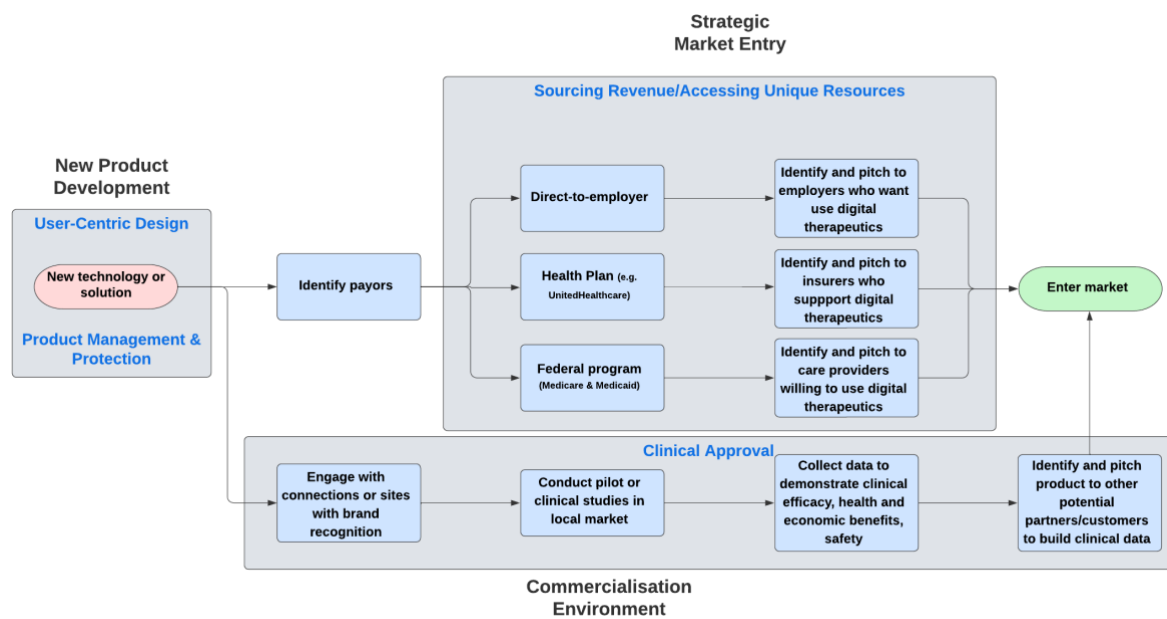 Strategic
Market Entry
Sourcing Revenue/Accessing Unique Resources
New Product
Development
User-Centric Design
New technology or
solution
Product Management &
Protection
Identify payors
Direct-to-employer
Identify and pitch to
employers who want
use digital
therapeutics
Health Plan (e.g.
UnitedHealthcare)
Identify and pitch to
insurers who
suppport digital
therapeutics
Federal program
(Medicare & Medicaid)
Identify and pitch to
care providers
willing to use digital
therapeutics
Enter market
Clinical Approval
Engage with
connections or sites
with brand
recognition
Conduct pilot or
clinical studies in
local market
Collect data to
demonstrate clinical
efficacy, health and
economic benefits,
safety
Identify and pitch
product to other
potential
partners/customers
to build clinical data
Commercialisation
Environment